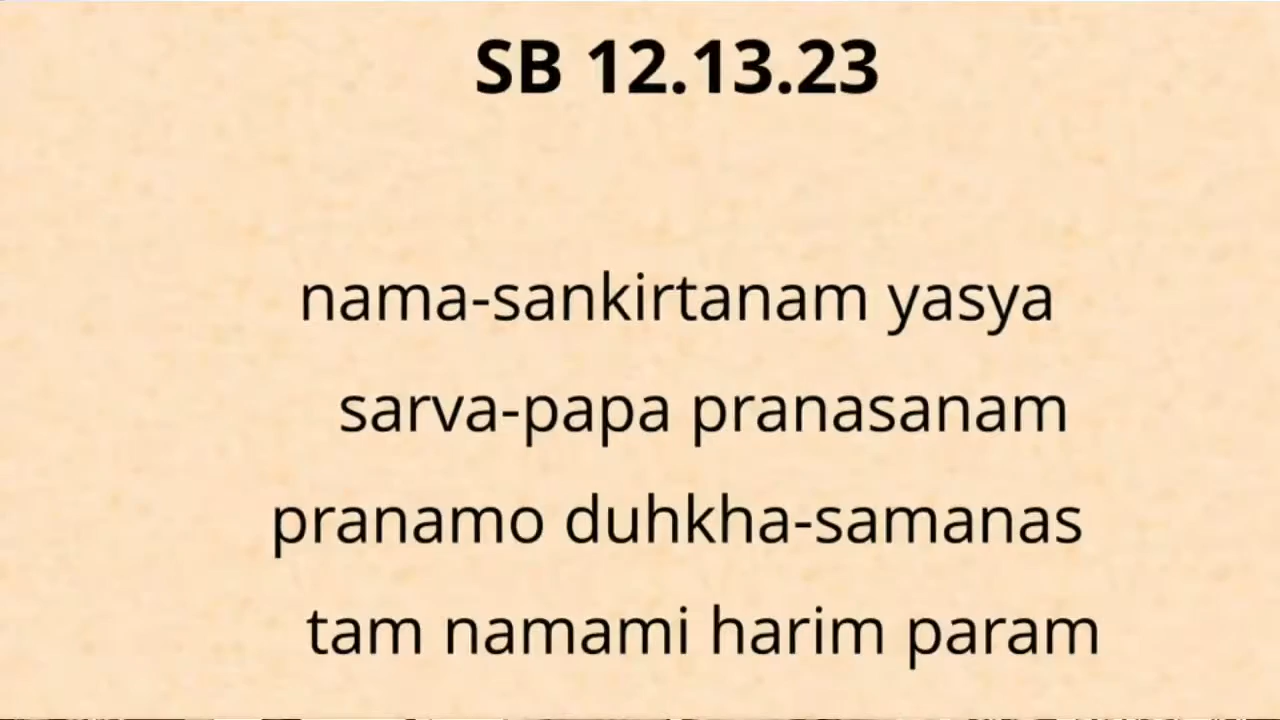 SB 12.13.23
nama-sankirtanam yasya
sarva-papa pranasanam
pranamo duhkha-samanas
tam namami harim param